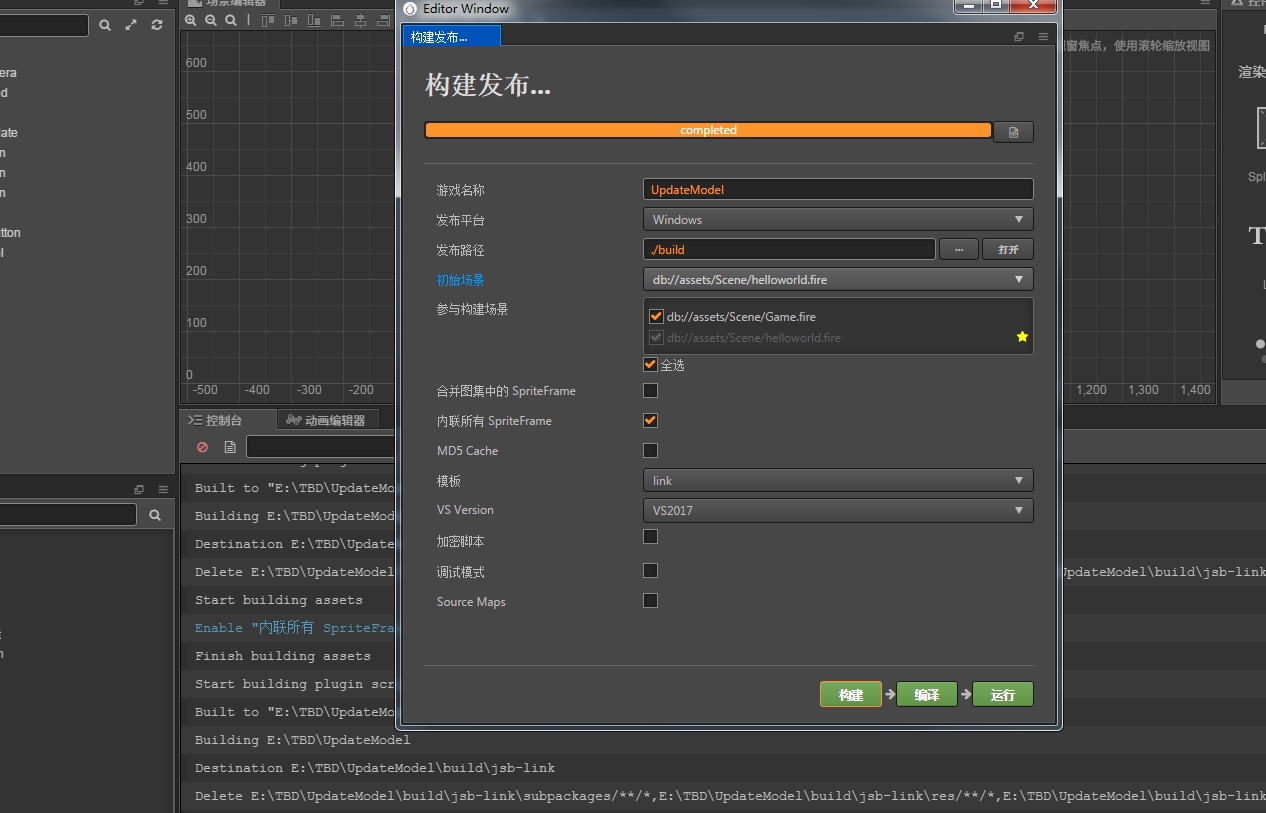 场景编辑器
Editor Window
构建发布...
视窗焦点，使用滚轮缩放视图
构建发布...
completed
游戏名称
UpdateModel
发布平台
Windows
发布路径
./build
...
打开
初始场景
db://assets/Scene/helloworld.fire
参与构建场景
db://assets/Scene/Game.fire
db://assets/Scene/helloworld.fire
全选
合并图集中的 SpriteFrame
内联所有 SpriteFrame
MD5 Cache
模板
link
VS Version
VS2017
加密脚本
调试模式
Source Maps
构建
编译
运行
600
500
400
300
200
100
0
-500 -400 -300 -200
1,200 1,300 1,400
渲染
Spl
T
era
d
late
n
n
n
tton
控制台
动画编辑器
Built to "E:\TBD\UpdateMo
Building E:\TBD\UpdateMod
Destination E:\TBD\Update
Delete E:\TBD\UpdateModel
UpdateModel\build\jsb-link
Start building assets
Enable "内联所有 SpriteFra
Finish building assets
Start building plugin scr
Built to "E:\TBD\UpdateMo
Building E:\TBD\UpdateModel
Destination E:\TBD\UpdateModel\build\jsb-link
Delete E:\TBD\UpdateModel\build\jsb-link\subpackages/**/*,E:\TBD\UpdateModel\build\jsb-link\res/**/*,E:\TBD\UpdateModel\build\jsb-link